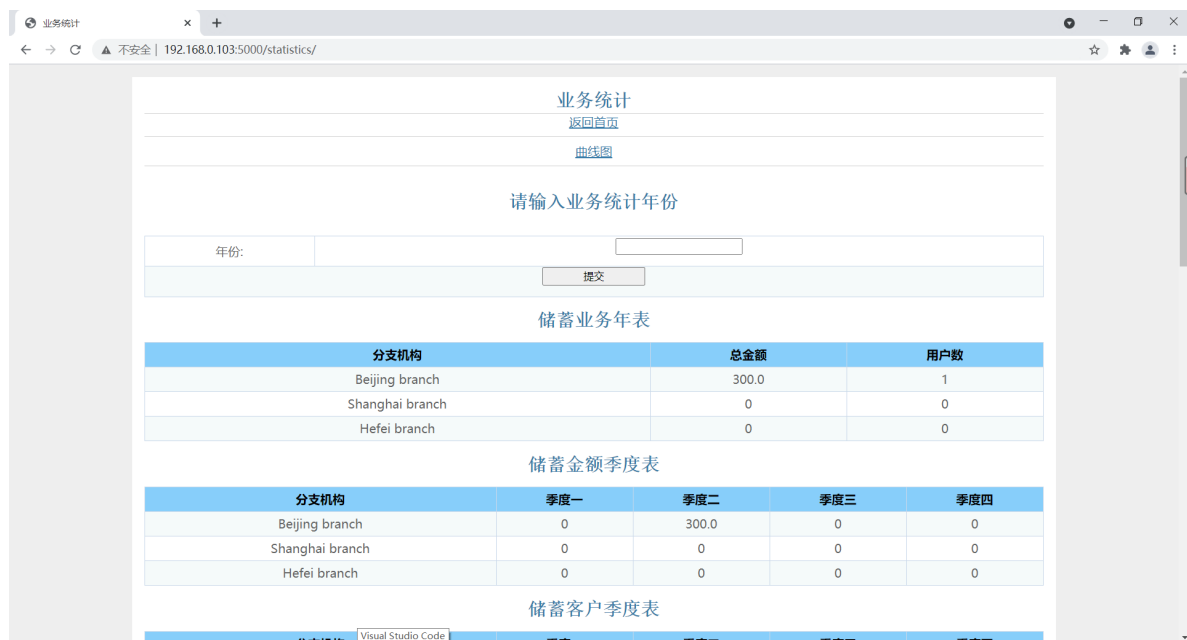 业务统计
不安全 | 192.168.0.103:5000/statistics/
业务统计
返回首页
曲线图
请输入业务统计年份
年份:
提交
储蓄业务年表
分支机构 总金额 用户数
Beijing branch 300.0 1
Shanghai branch 0 0
Hefei branch 0 0
储蓄金额季度表
分支机构 季度一 季度二 季度三 季度四
Beijing branch 0 300.0 0 0
Shanghai branch 0 0 0 0
Hefei branch 0 0 0 0
储蓄客户季度表
Visual Studio Code